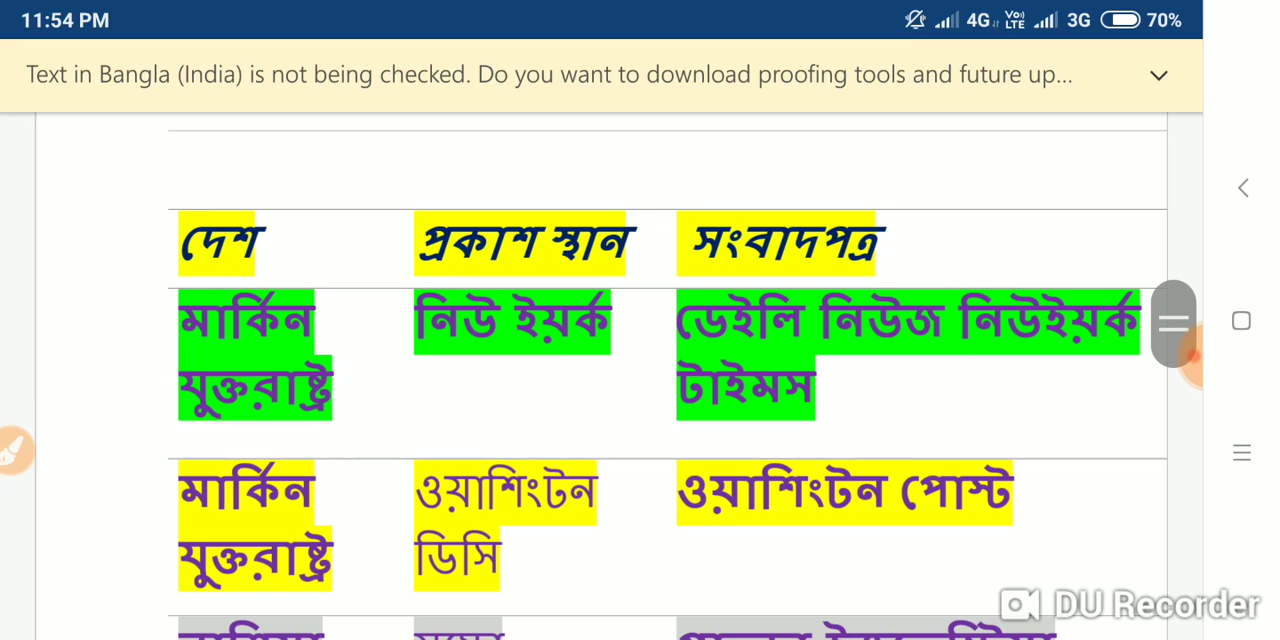 11:54 PM 4G VoLTE 3G 70%
Text in Bangla (India) is not being checked. Do you want to download proofing tools and future up...
দেশ প্রকাশ স্থান সংবাদপত্র
মার্কিন নিউ ইয়র্ক ডেইলি নিউজ নিউইয়র্ক
যুক্তরাষ্ট্র টাইমস
মার্কিন ওয়াশিংটন ওয়াশিংটন পোস্ট
যুক্তরাষ্ট্র ডিসি
DU Recorder